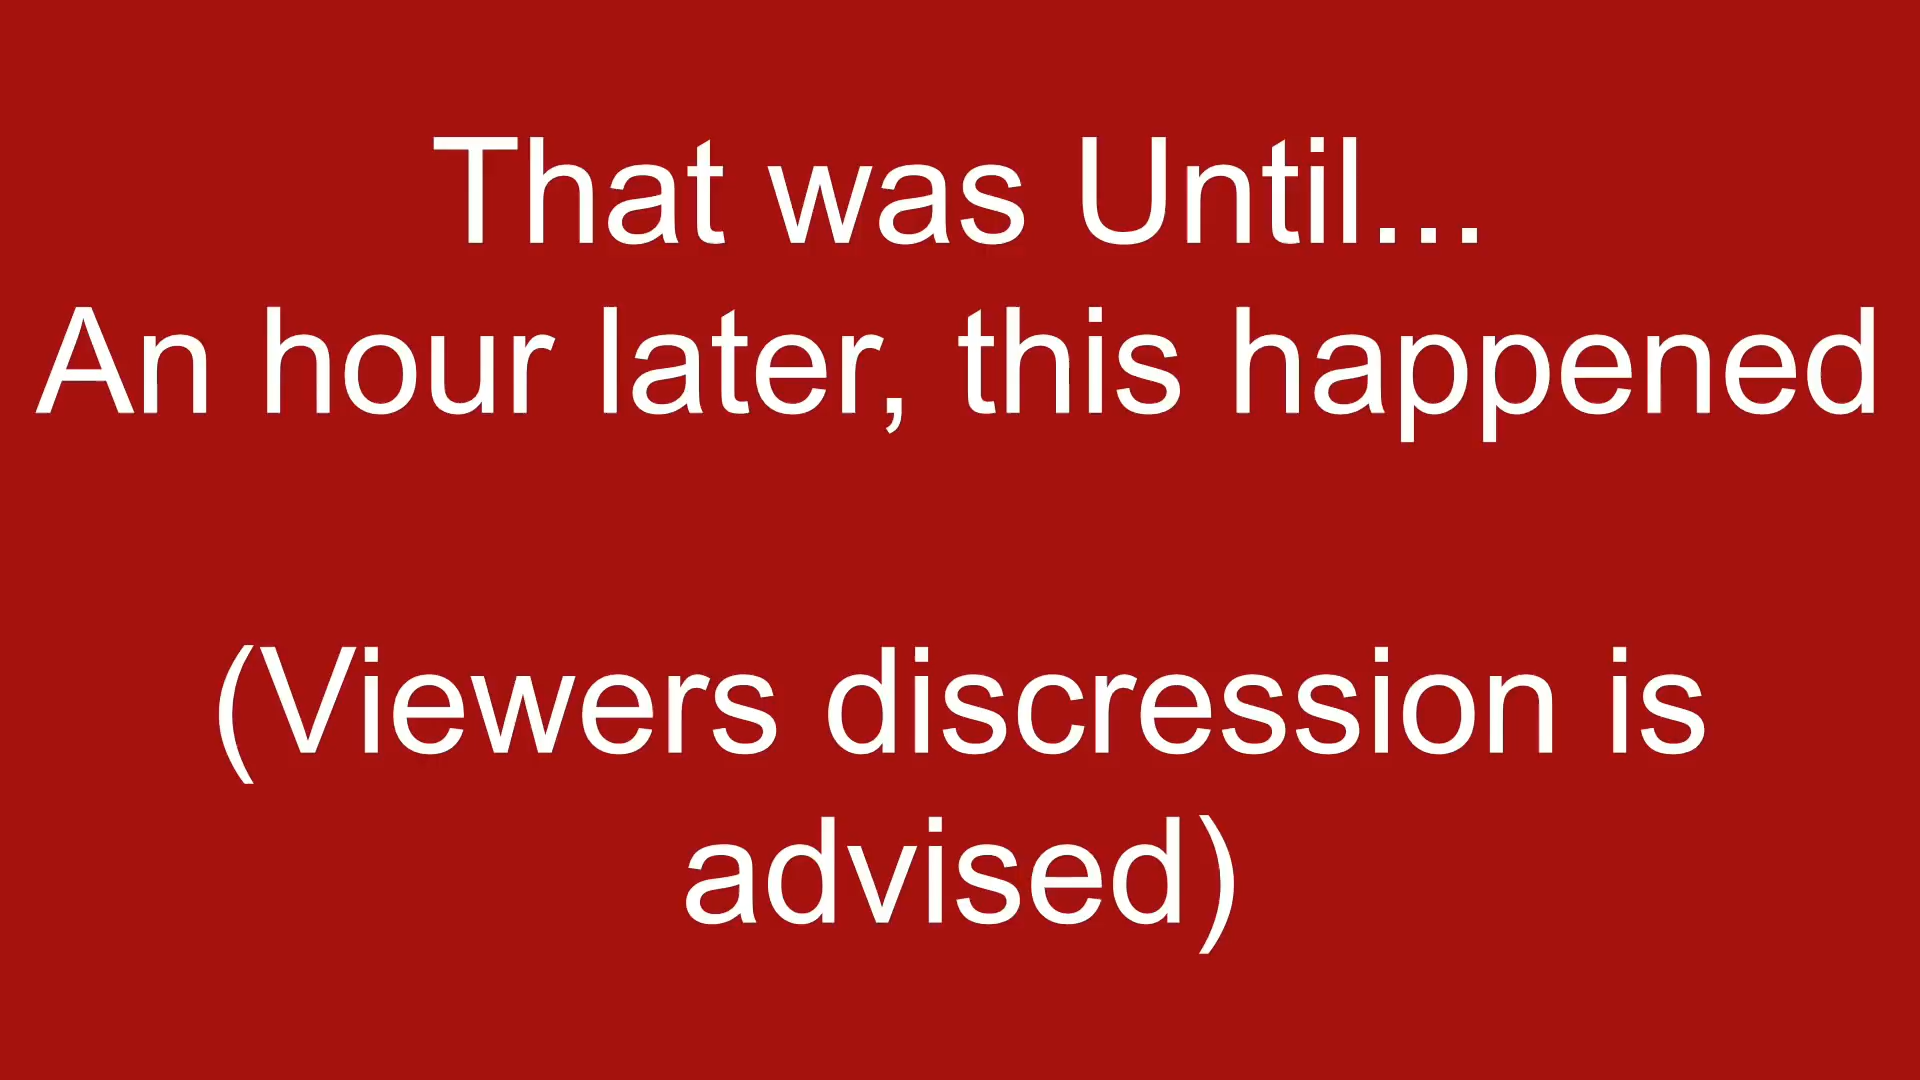 That was Until...
An hour later, this happened
(Viewers discression is
advised)